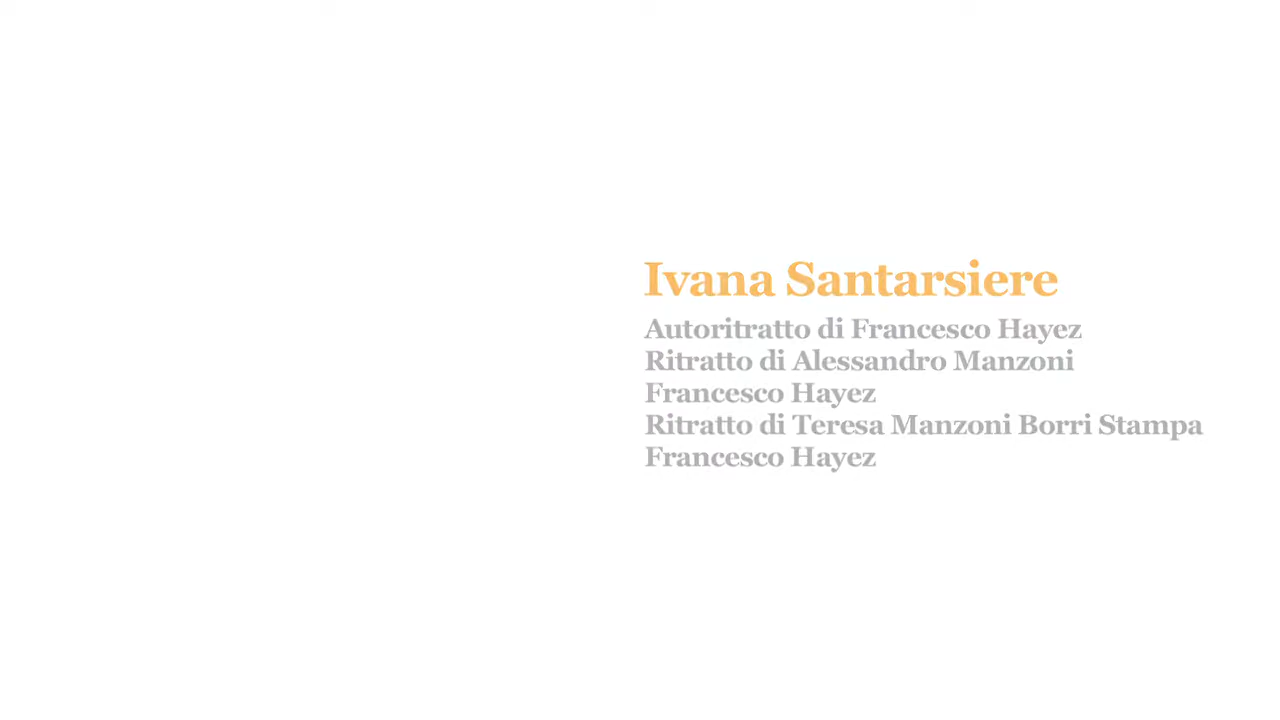 Ivana Santarsiere
Autoritratto di Francesco Hayez
Ritratto di Alessandro Manzoni
Francesco Hayez
Ritratto di Teresa Manzoni Borri Stampa
Francesco Hayez